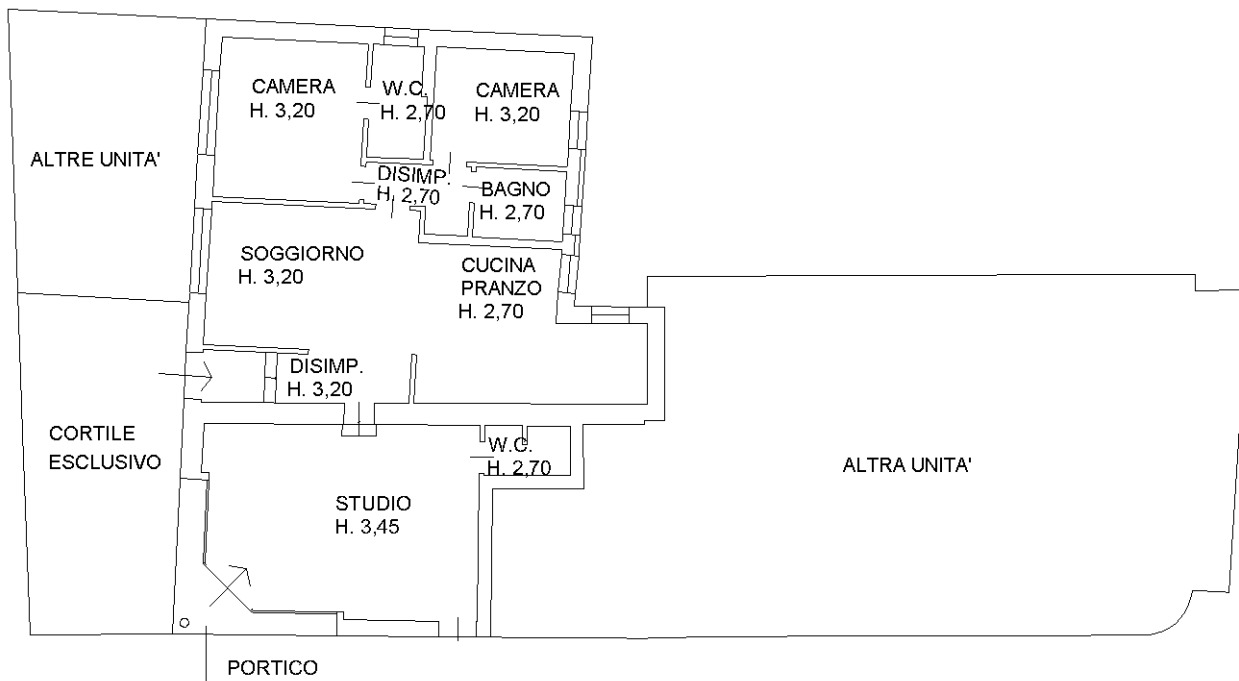 CAMERA
H. 3,20
W.C.
H. 2,70
CAMERA
H. 3,20
ALTRE UNITA'
DISIMP.
H. 2,70
BAGNO
H. 2,70
SOGGIORNO
H. 3,20
CUCINA
PRANZO
H. 2,70
DISIMP.
H. 3,20
CORTILE
ESCLUSIVO
W.C.
H. 2,70
ALTRA UNITA'
STUDIO
H. 3,45
PORTICO